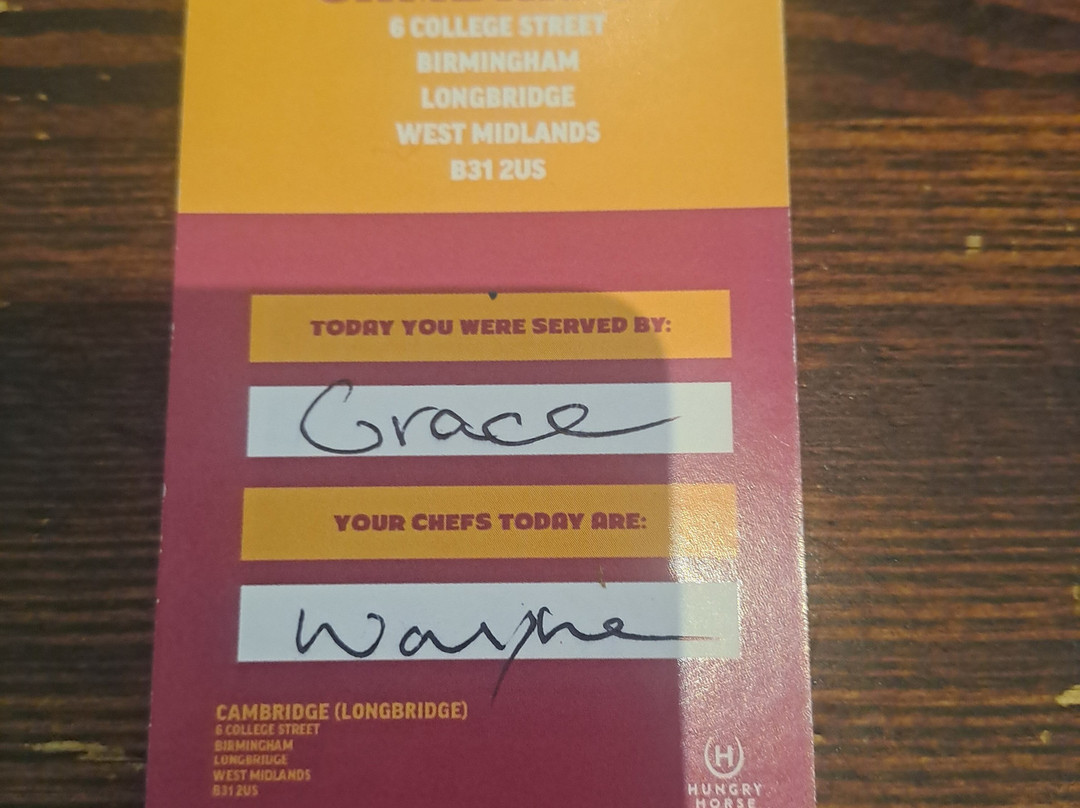 6 COLLEGE STREET
BIRMINGHAM
LONGBRIDGE
WEST MIDLANDS
B31 2US
TODAY YOU WERE SERVED BY:
Grace
YOUR CHEFS TODAY ARE:
Wayne
CAMBRIDGE (LONGBRIDGE)
6 COLLEGE STREET
BIRMINGHAM
LONGBRIDGE
WEST MIDLANDS
B31 2US
H
HUNGRY
HORSE